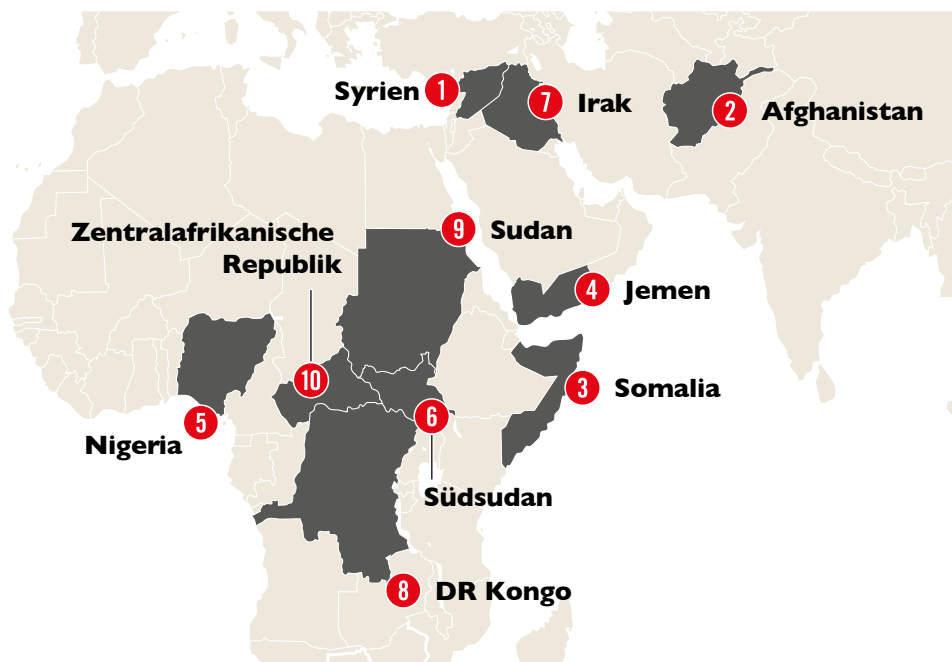 Syrien 1
7 Irak
2 Afghanistan
9 Sudan
Zentralafrikanische
Republik
10
4 Jemen
3 Somalia
5
Nigeria
6
Südsudan
8 DR Kongo